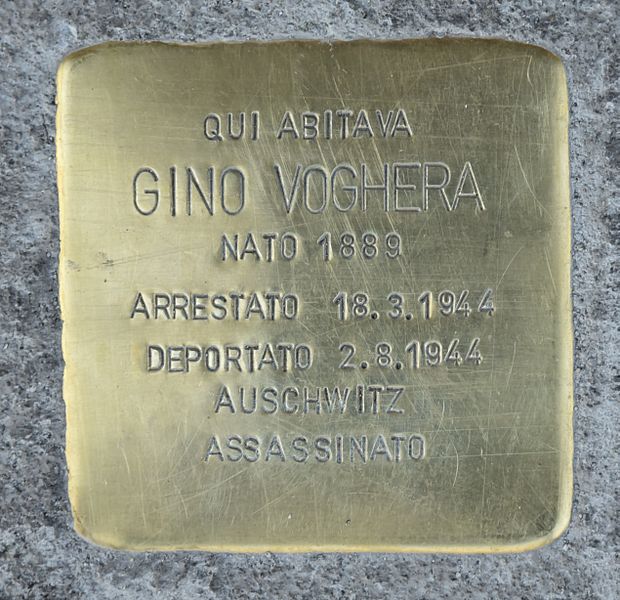 QUI ABITAVA
GINO VOGHERA
NATO 1889
ARRESTATO 18.3.1944
DEPORTATO 2.8.1944
AUSCHWITZ
ASSASSINATO